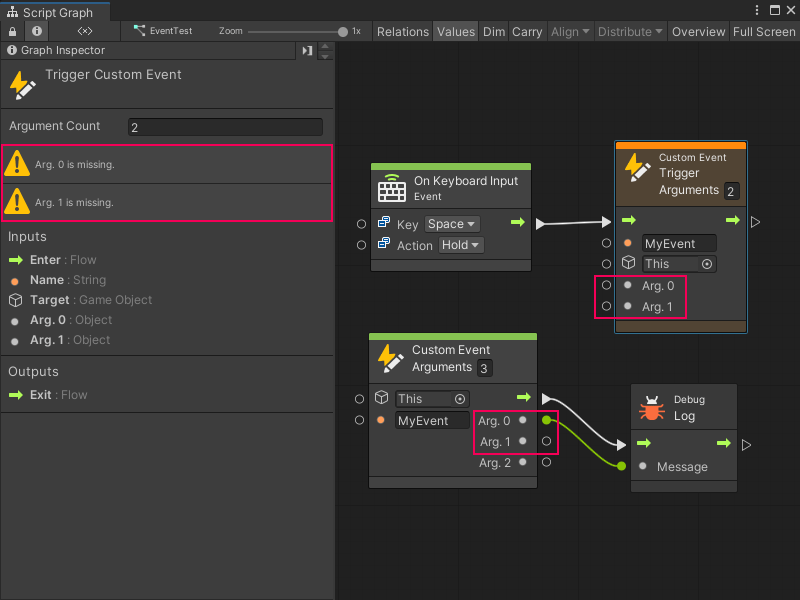 Script Graph
EventTest
Zoom
1x
Relations
Values
Dim
Carry
Align
Distribute
Overview
Full Screen
Graph Inspector
Trigger Custom Event
Argument Count
2
Arg. 0 is missing.
Arg. 1 is missing.
Inputs
Enter : Flow
Name : String
Target : Game Object
Arg. 0 : Object
Arg. 1 : Object
Outputs
Exit : Flow
On Keyboard Input
Event
Key Space
Action Hold
Custom Event
Trigger
Arguments 2
MyEvent
This
Arg. 0
Arg. 1
Custom Event
Arguments 3
This
MyEvent
Arg. 0
Arg. 1
Arg. 2
Debug
Log
Message